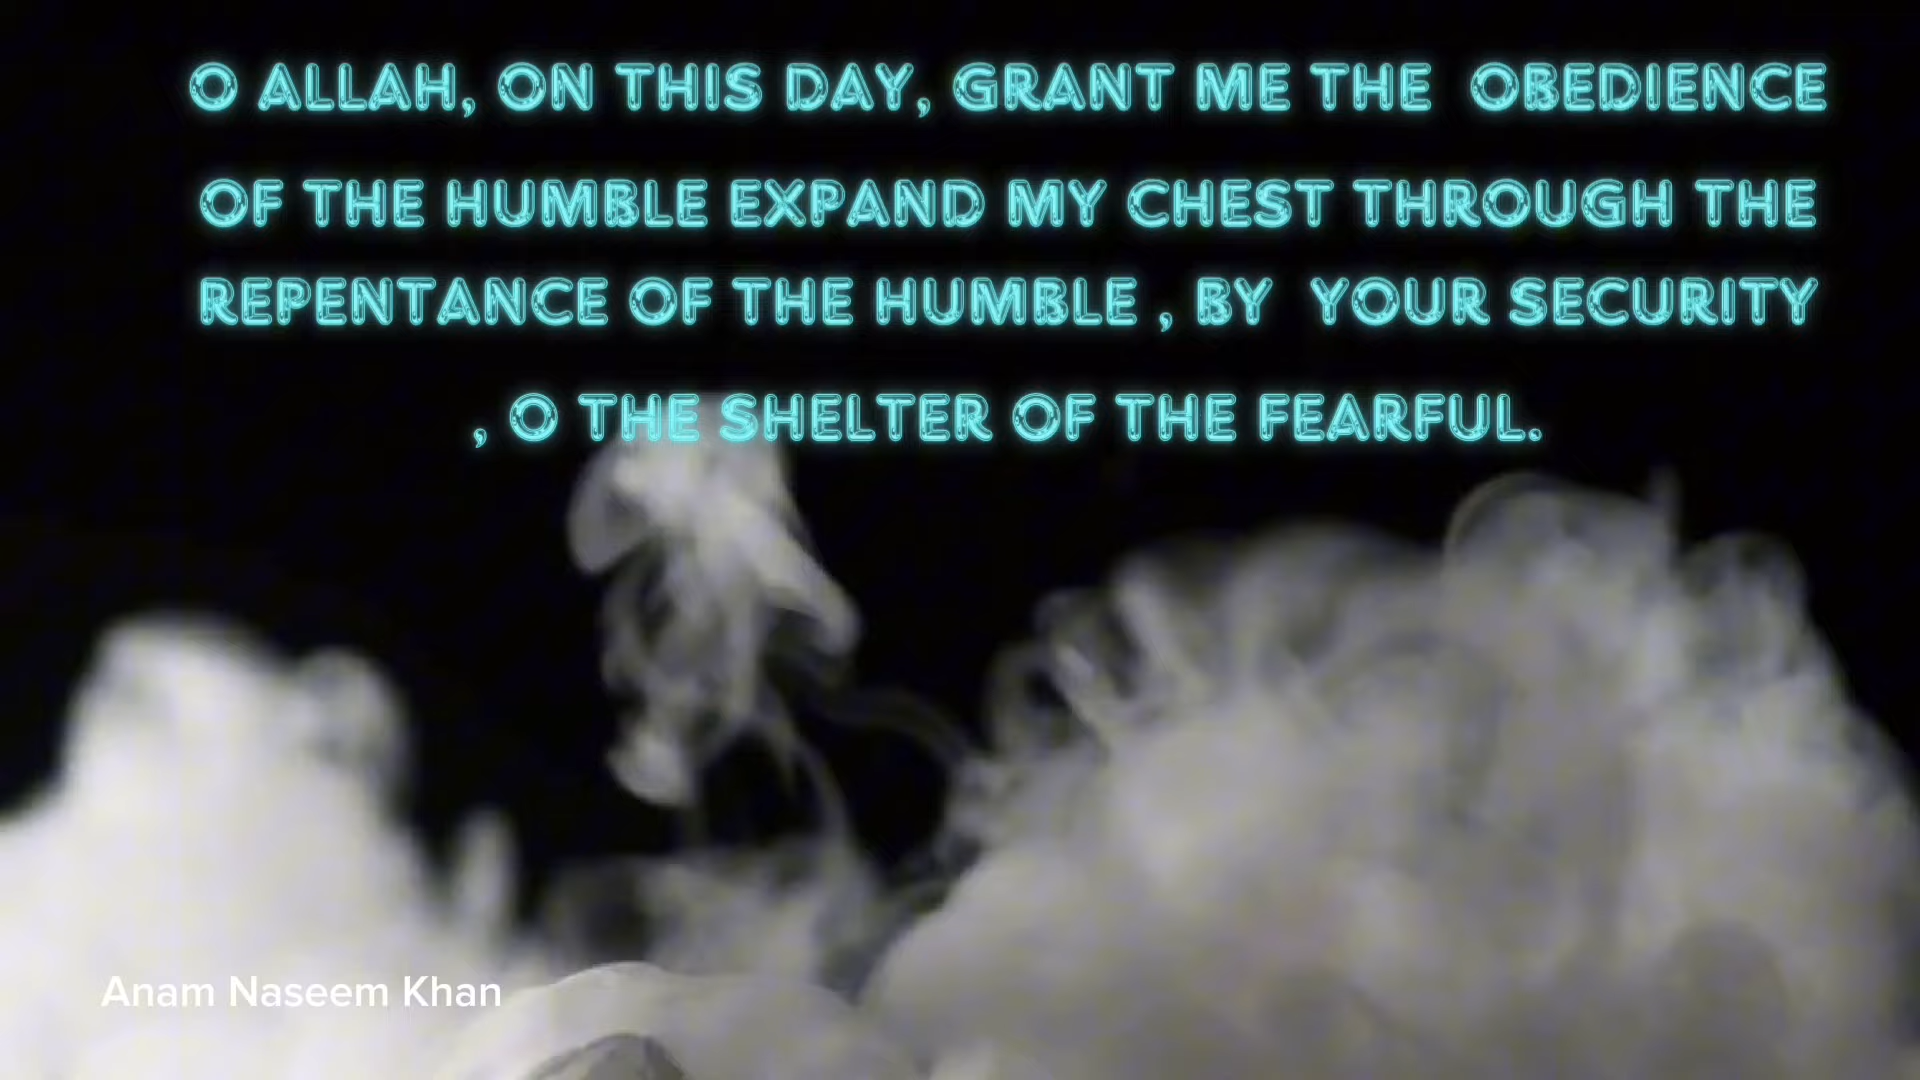 O ALLAH, ON THIS DAY, GRANT ME THE OBEDIENCE
OF THE HUMBLE EXPAND MY CHEST THROUGH THE
REPENTANCE OF THE HUMBLE , BY YOUR SECURITY
, O THE SHELTER OF THE FEARFUL.
Anam Naseem Khan